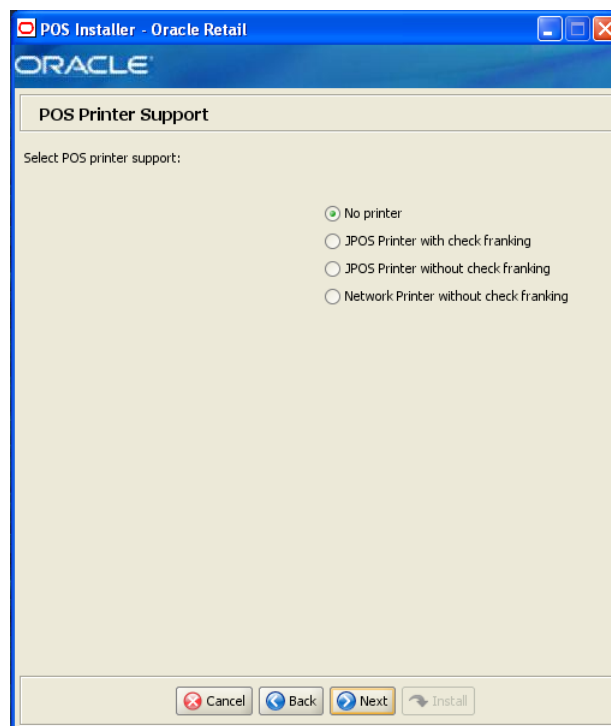 POS Installer - Oracle Retail
ORACLE
POS Printer Support
Select POS printer support:
No printer
JPOS Printer with check franking
JPOS Printer without check franking
Network Printer without check franking
Cancel Back Next Install